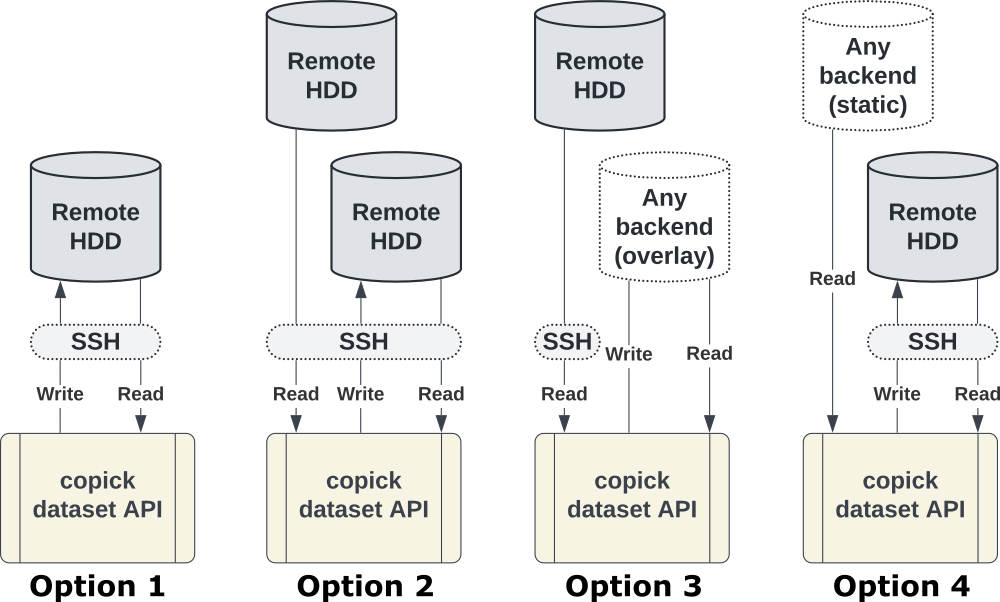 Remote
HDD
SSH
Write
Read
copick
dataset API
Option 1
Remote
HDD
Remote
HDD
SSH
Read
Write
Read
copick
dataset API
Option 2
Remote
HDD
Any
backend
(overlay)
SSH
Write
Read
Read
copick
dataset API
Option 3
Any
backend
(static)
Remote
HDD
Read
SSH
Write
Read
copick
dataset API
Option 4